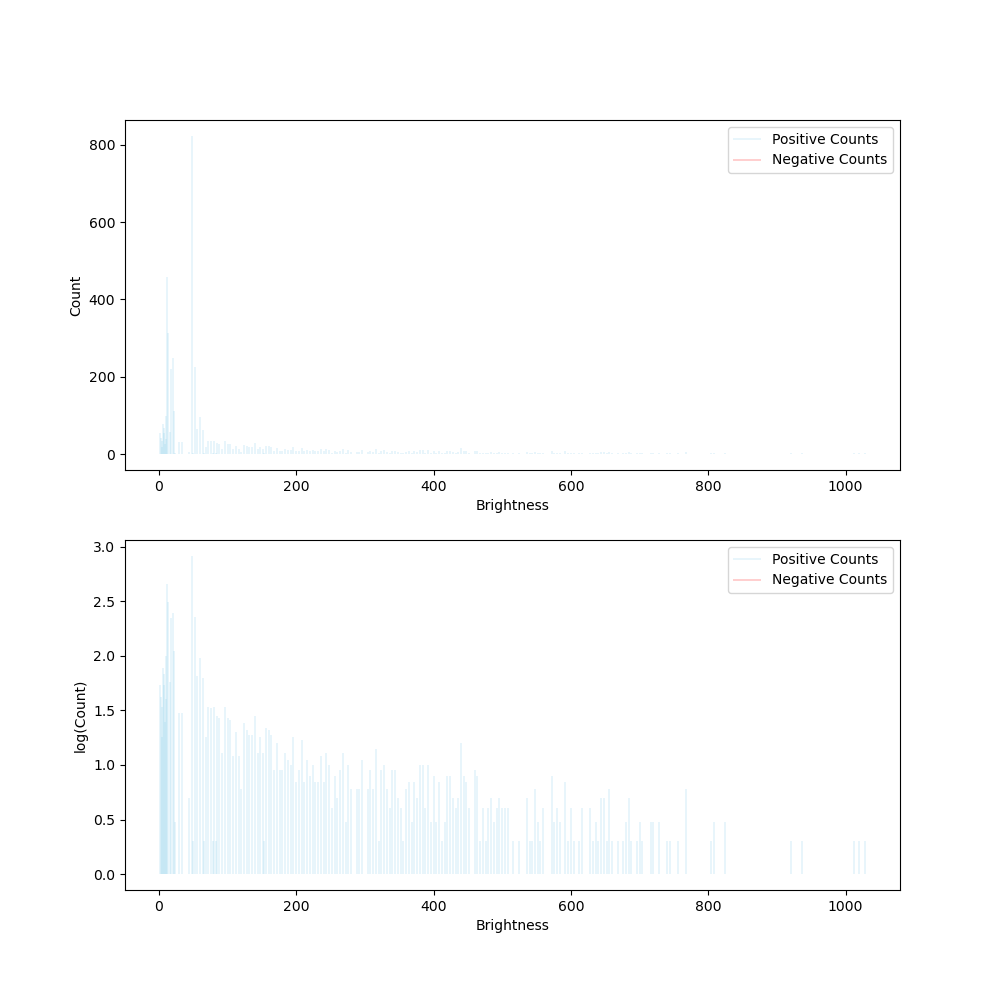 800
600
400
200
0
Count
Positive Counts
Negative Counts
0 200 400 600 800 1000
Brightness
3.0
2.5
2.0
1.5
1.0
0.5
0.0
log(Count)
Positive Counts
Negative Counts
0 200 400 600 800 1000
Brightness